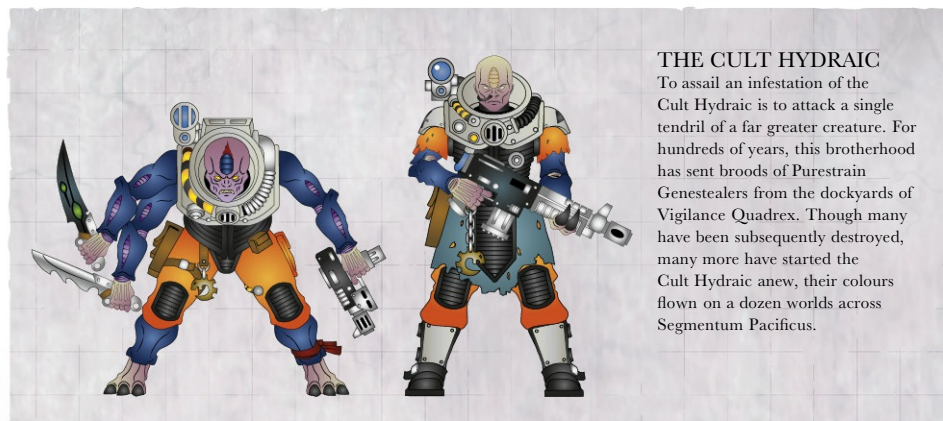 THE CULT HYDRAIC
To assail an infestation of the
Cult Hydraic is to attack a single
tendril of a far greater creature. For
hundreds of years, this brotherhood
has sent broods of Purestrain
Genestealers from the dockyards of
Vigilance Quadrex. Though many
have been subsequently destroyed,
many more have started the
Cult Hydraic anew, their colours
flown on a dozen worlds across
Segmentum Pacificus.